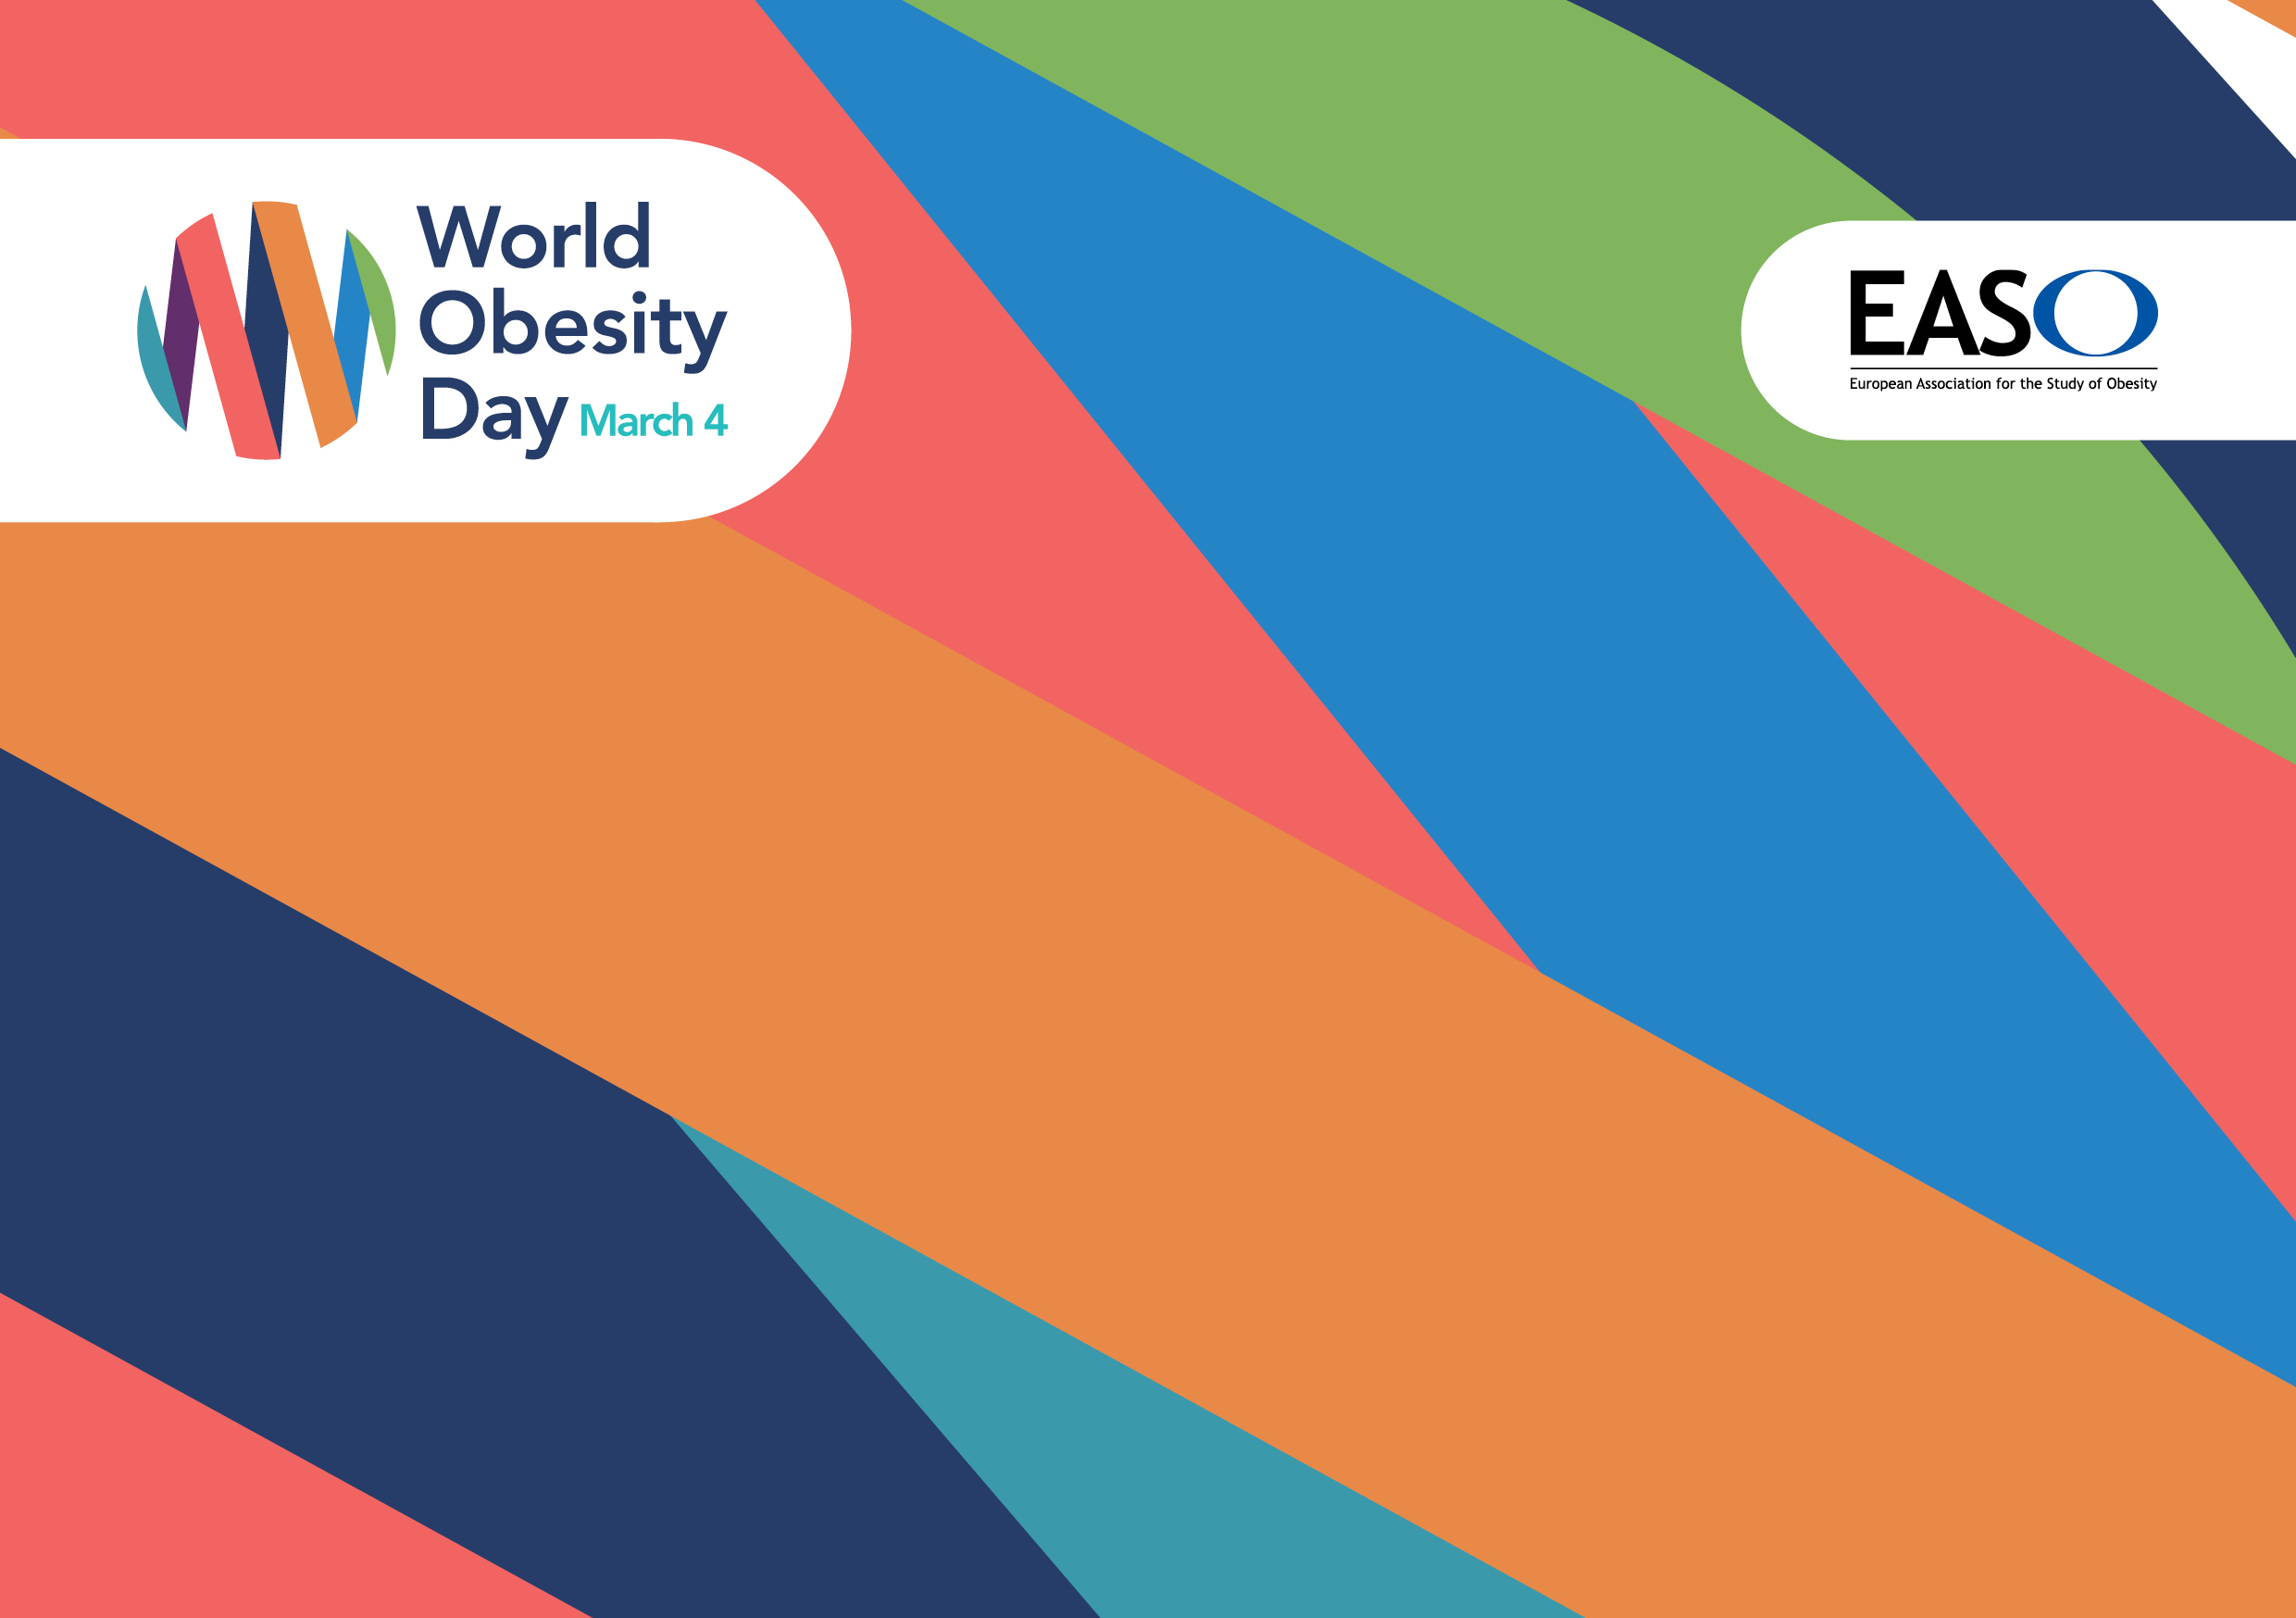 World
Obesity
Day March 4
EASO
European Association for the Study of Obesity